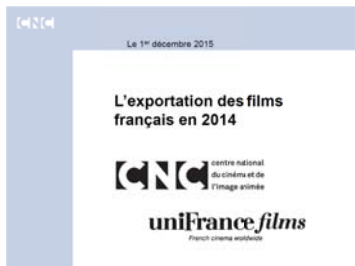 CNC
Le 1er décembre 2015
L'exportation des films
français en 2014
CNC
centre national
du cinéma et de
l'image animée
uniFrance films
French cinema worldwide